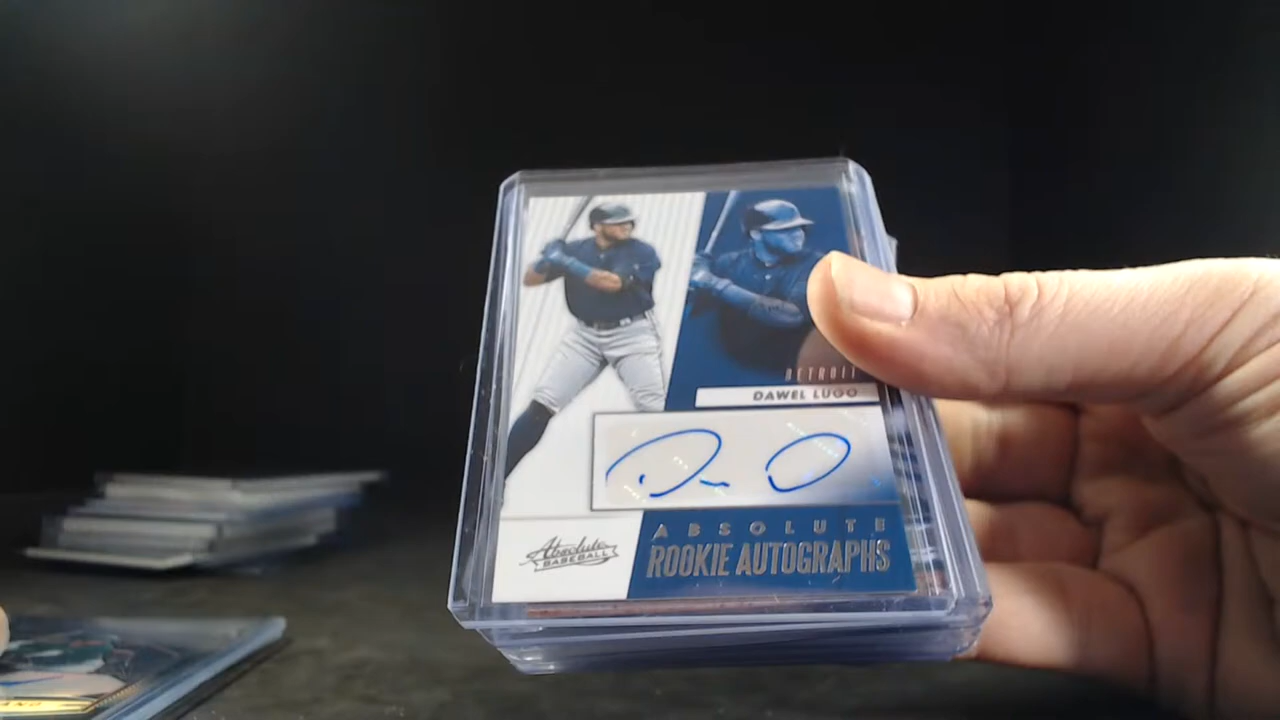 DETROIT
DAWEL LUGO
ABSOLUTE
ROOKIE AUTOGRAPHS
Absolute
BASEBALL